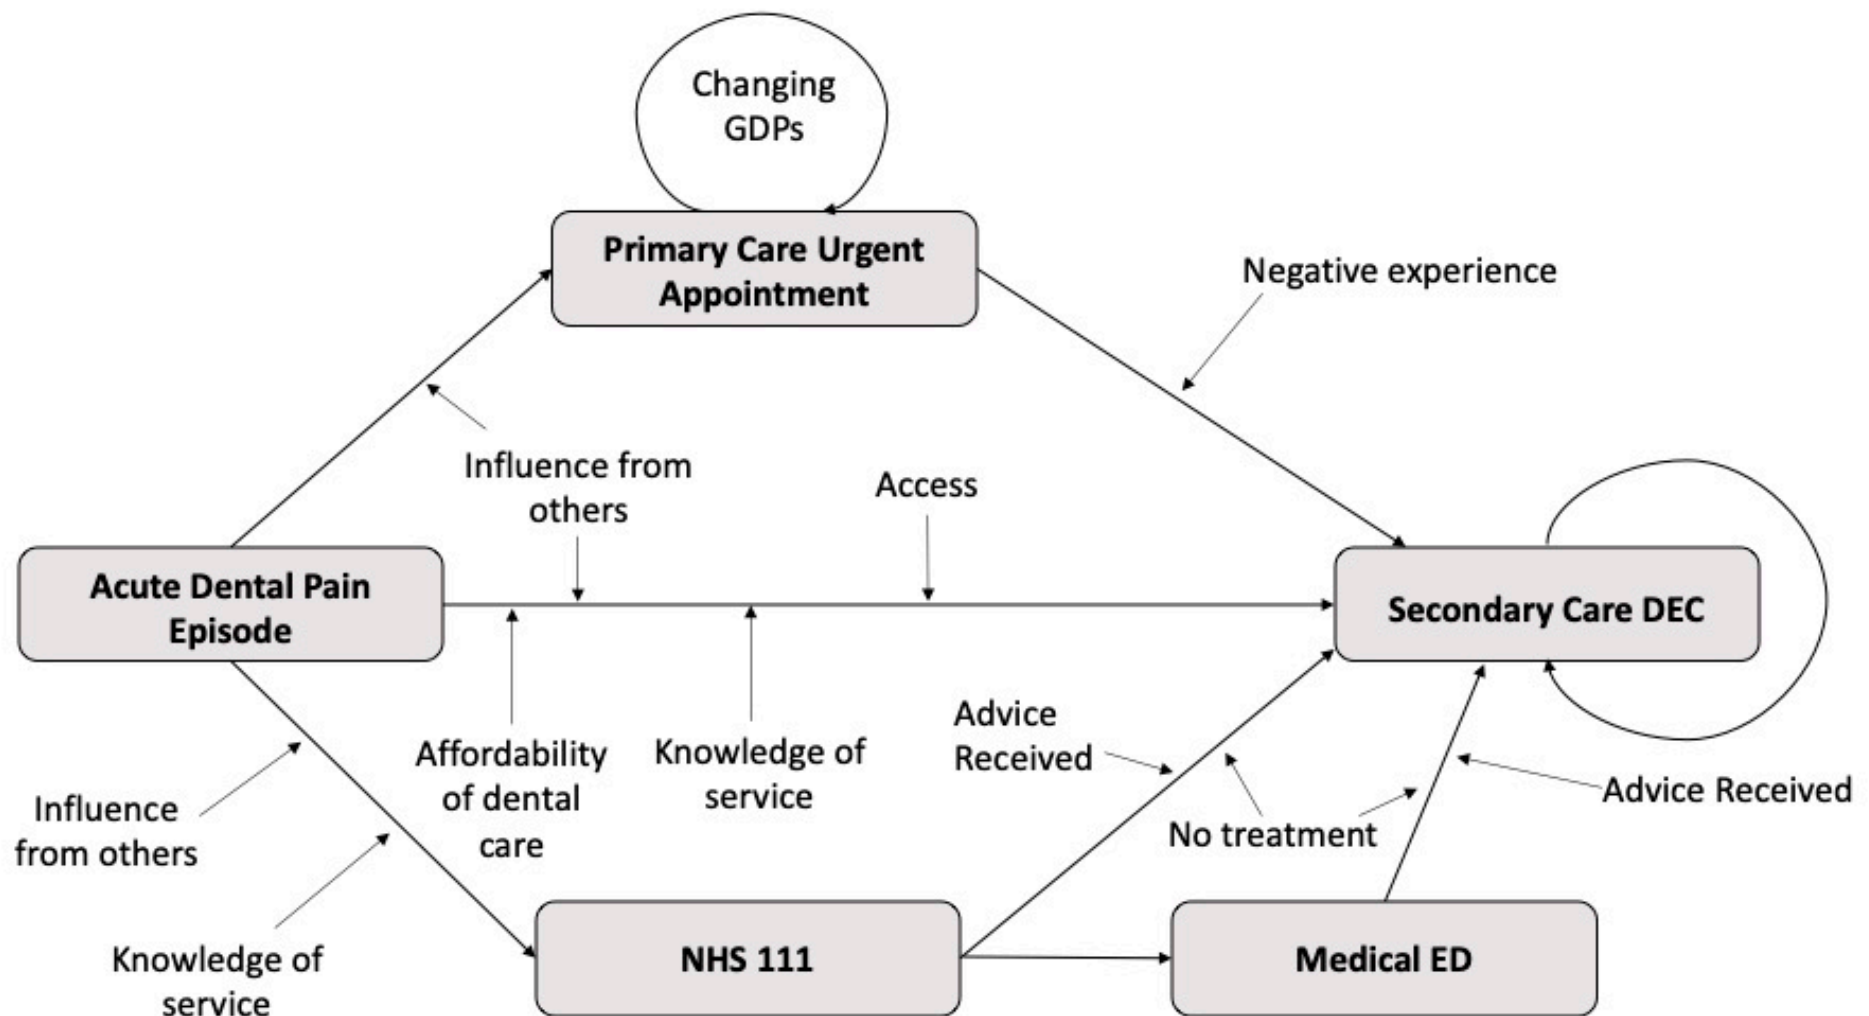 Changing
GDPs
Primary Care Urgent
Appointment
Negative experience
Influence from
others
Access
Acute Dental Pain
Episode
Secondary Care DEC
Affordability
of dental
care
Knowledge of
service
Advice
Received
No treatment
Advice Received
Influence
from others
Knowledge of
service
NHS 111
Medical ED